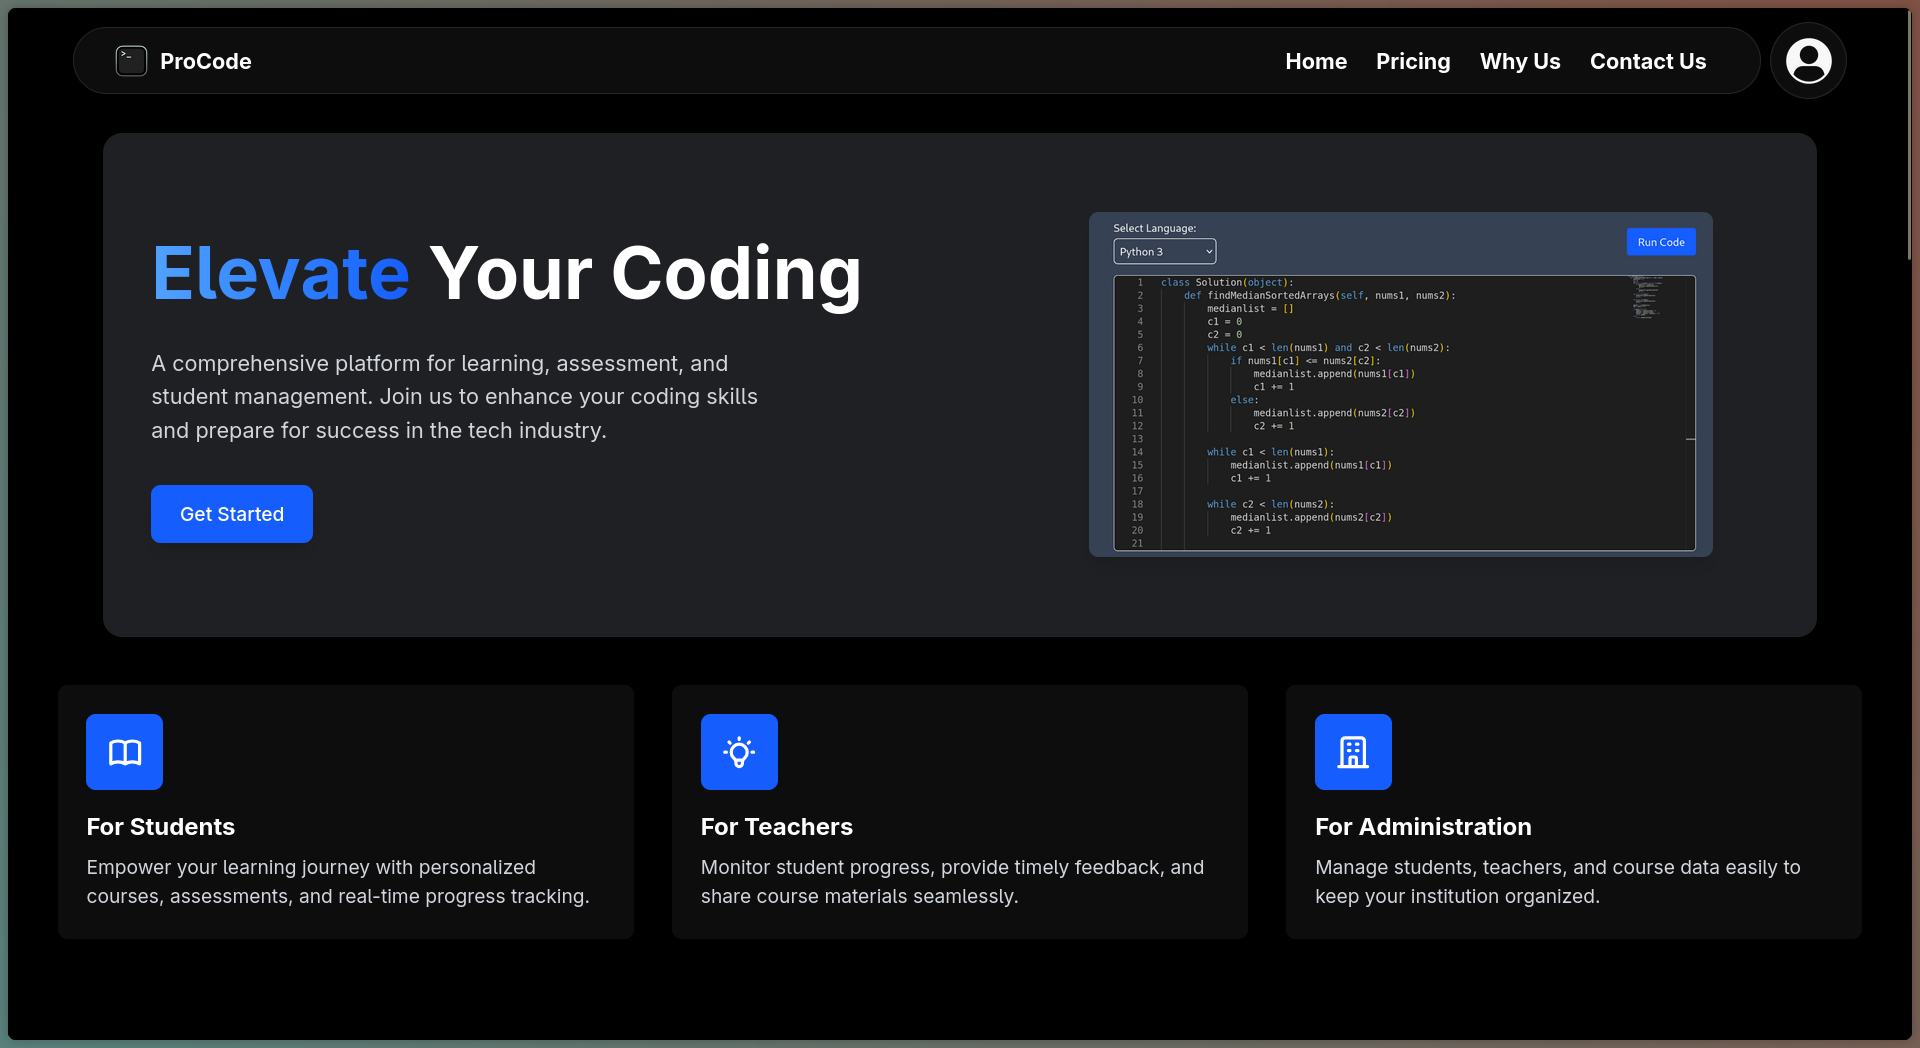 >_ ProCode
Home Pricing Why Us Contact Us
Elevate Your Coding
A comprehensive platform for learning, assessment, and
student management. Join us to enhance your coding skills
and prepare for success in the tech industry.
Get Started
Select Language:
Python 3
Run Code
1 class Solution(object):
2     def findMedianSortedArrays(self, nums1, nums2):
3         medianlist = []
4         c1 = 0
5         c2 = 0
6         while c1 < len(nums1) and c2 < len(nums2):
7             if nums1[c1] <= nums2[c2]:
8                 medianlist.append(nums1[c1])
9                 c1 += 1
10             else:
11                 medianlist.append(nums2[c2])
12                 c2 += 1
13
14         while c1 < len(nums1):
15             medianlist.append(nums1[c1])
16             c1 += 1
17
18         while c2 < len(nums2):
19             medianlist.append(nums2[c2])
20             c2 += 1
21
For Students
Empower your learning journey with personalized
courses, assessments, and real-time progress tracking.
For Teachers
Monitor student progress, provide timely feedback, and
share course materials seamlessly.
For Administration
Manage students, teachers, and course data easily to
keep your institution organized.